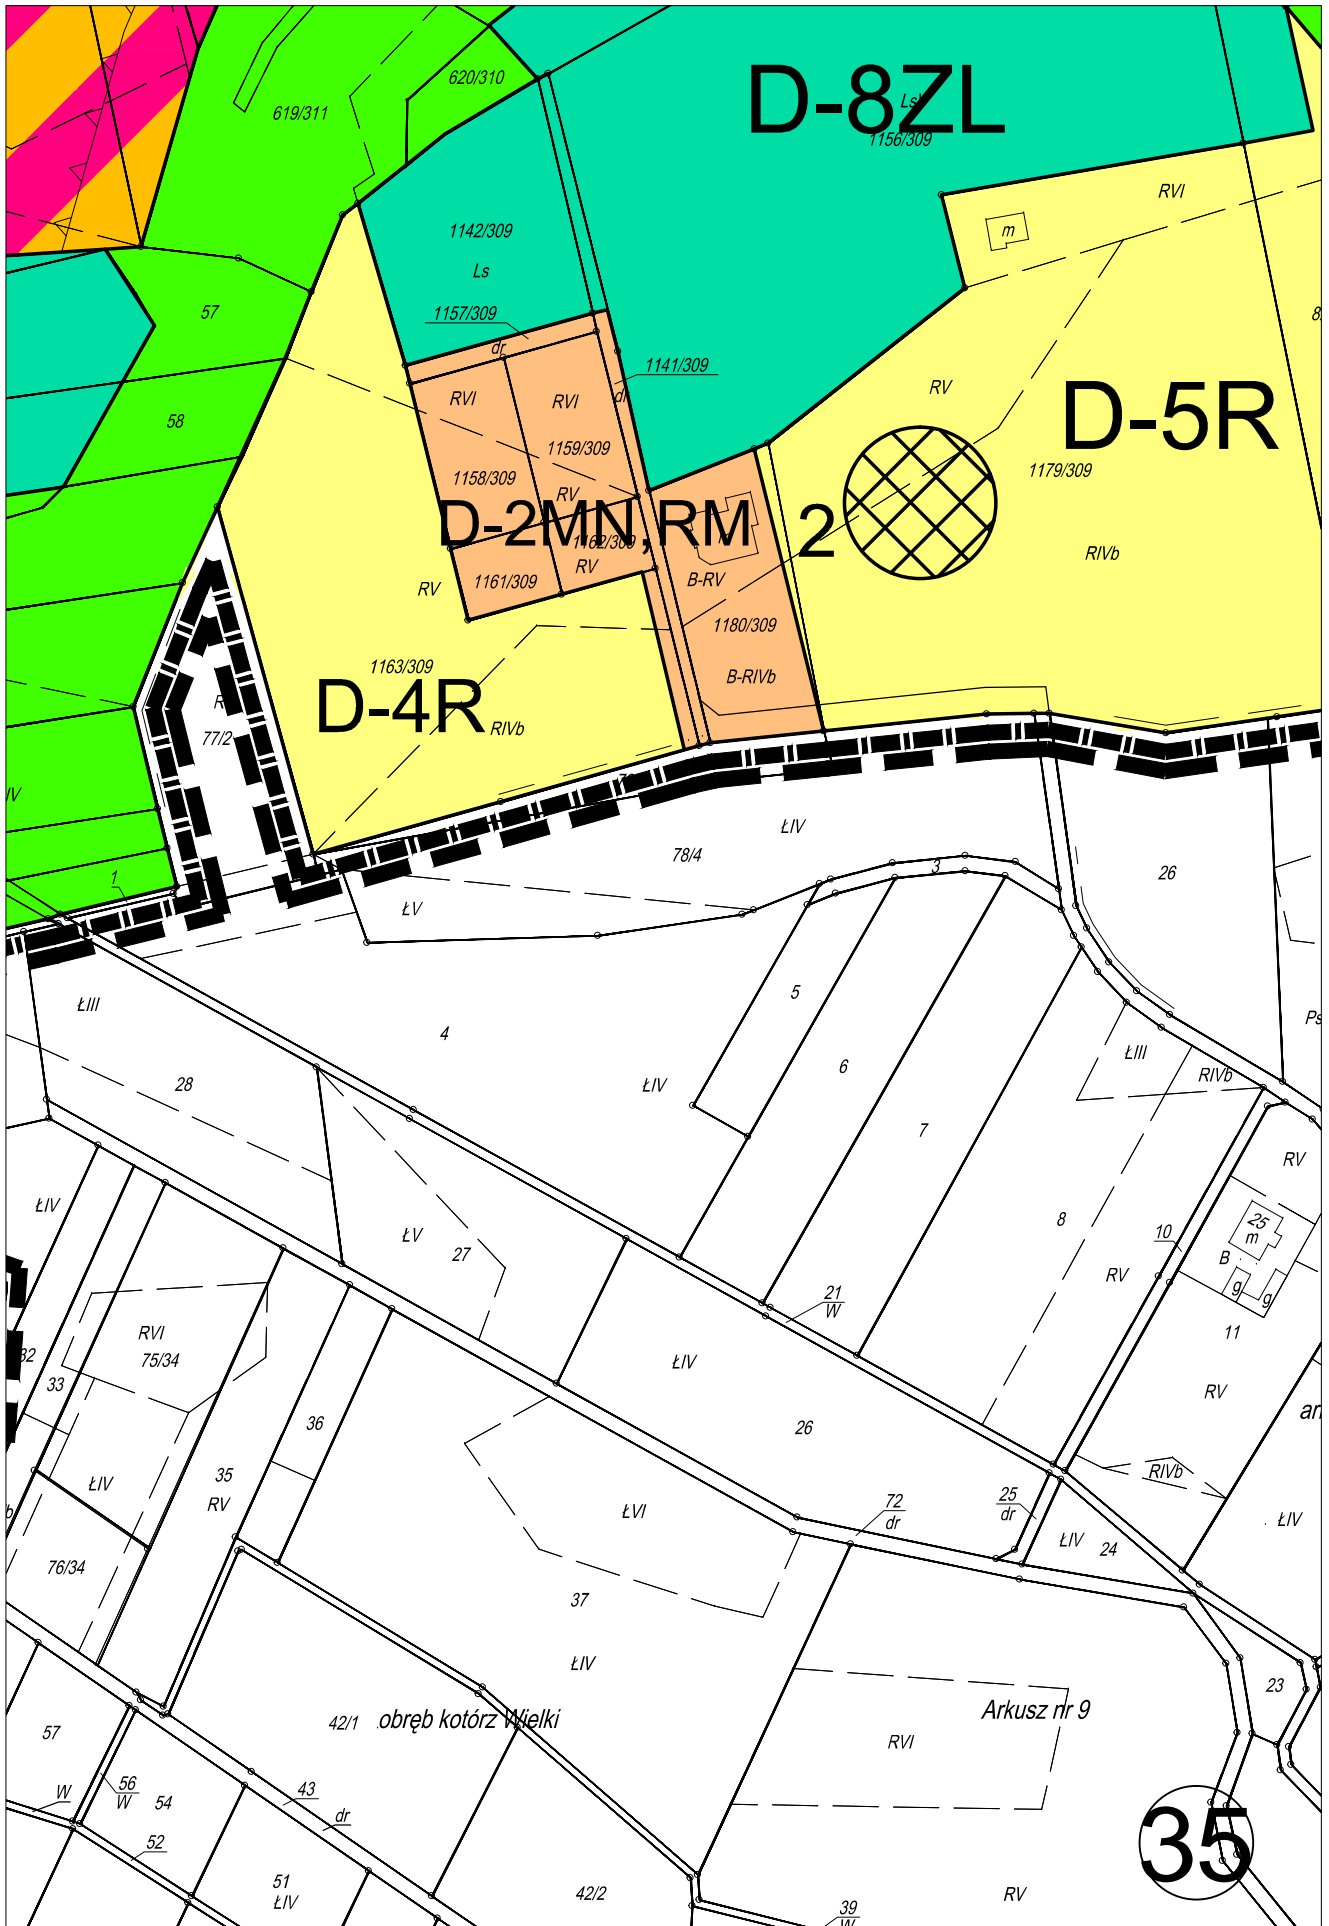 D-8ZL
620/310
619/311
1156/309
RVI
m
1142/309
Ls
57
1157/309
dr
1141/309
RV
D-5R
RVI
RVI
58
1159/309
1158/309
1179/309
RV
D-2MN,RM
2
1162/309
RIVb
RV
1161/309
RV
B-RV
1180/309
1163/309
B-RIVb
D-4R
RIVb
77/2
ŁIV
78/4
3
26
1
ŁV
5
ŁIII
4
6
ŁIII
RIVb
28
ŁIV
7
RV
ŁIV
8
25
m
ŁV
27
10
B
RV
g
g
21
W
11
RVI
75/34
ŁIV
33
RV
36
26
35
RV
ŁIV
RIVb
ŁVI
72
dr
25
dr
ŁIV
ŁIV
24
76/34
37
ŁIV
23
42/1
obręb kotórz Wielki
Arkusz nr 9
57
RVI
56
W
W
54
43
dr
52
35
51
ŁIV
42/2
RV
39
W